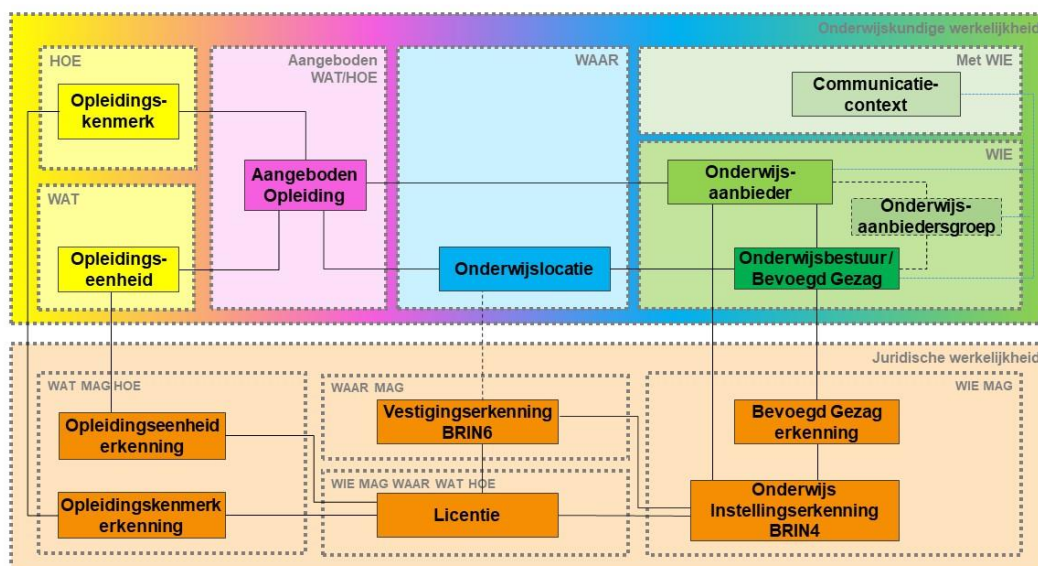 Onderwijskundige werkelijkheid
HOE
Opleidings-
kenmerk
WAT
Opleidings-
eenheid
Aangeboden
WAT/HOE
Aangeboden
Opleiding
WAAR
Onderwijslocatie
Met WIE
Communicatie-
context
WIE
Onderwijs-
aanbieder
Onderwijs-
aanbiedersgroep
Onderwijsbestuur/
Bevoegd Gezag
Juridische werkelijkheid
WAT MAG HOE
Opleidingseenheid
erkenning
Opleidingskenmerk
erkenning
WAAR MAG
Vestigingserkenning
BRIN6
WIE MAG WAAR WAT HOE
Licentie
WIE MAG
Bevoegd Gezag
erkenning
Onderwijs
Instellingserkenning
BRIN4